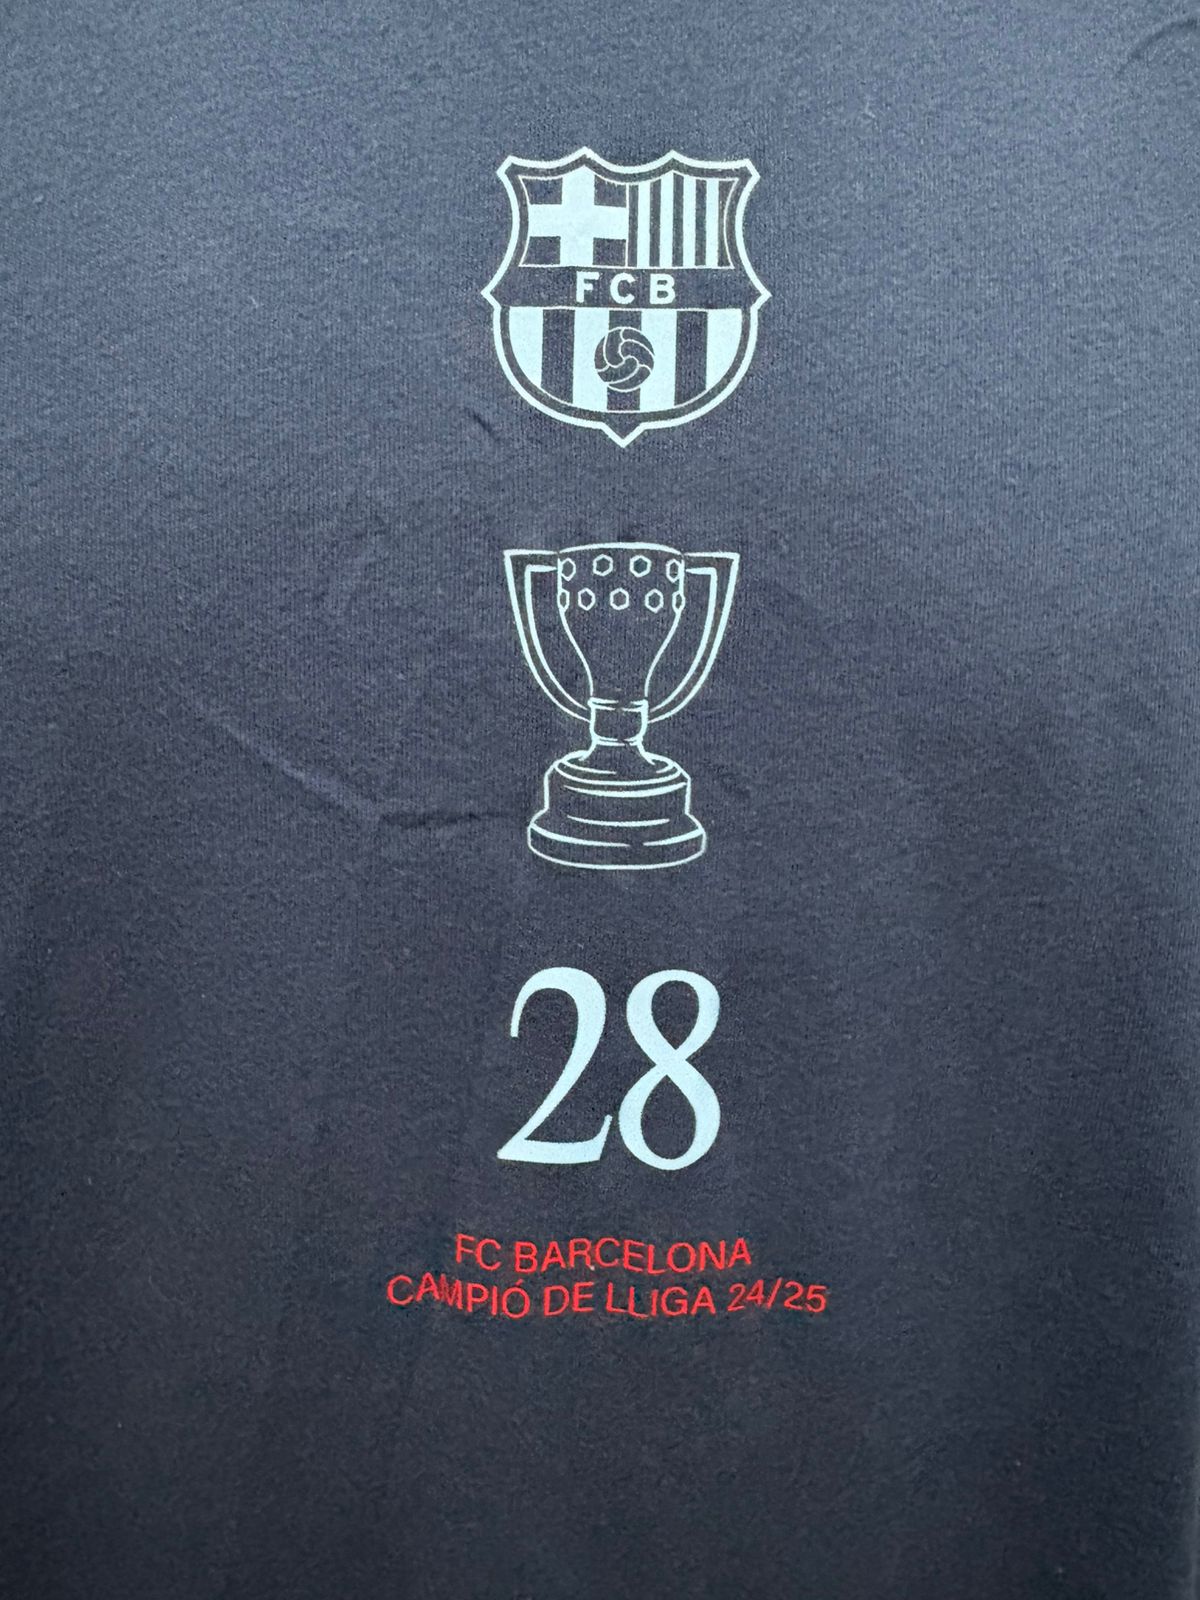 FCB
28
FC BARCELONA
CAMPIÓ DE LLIGA 24/25